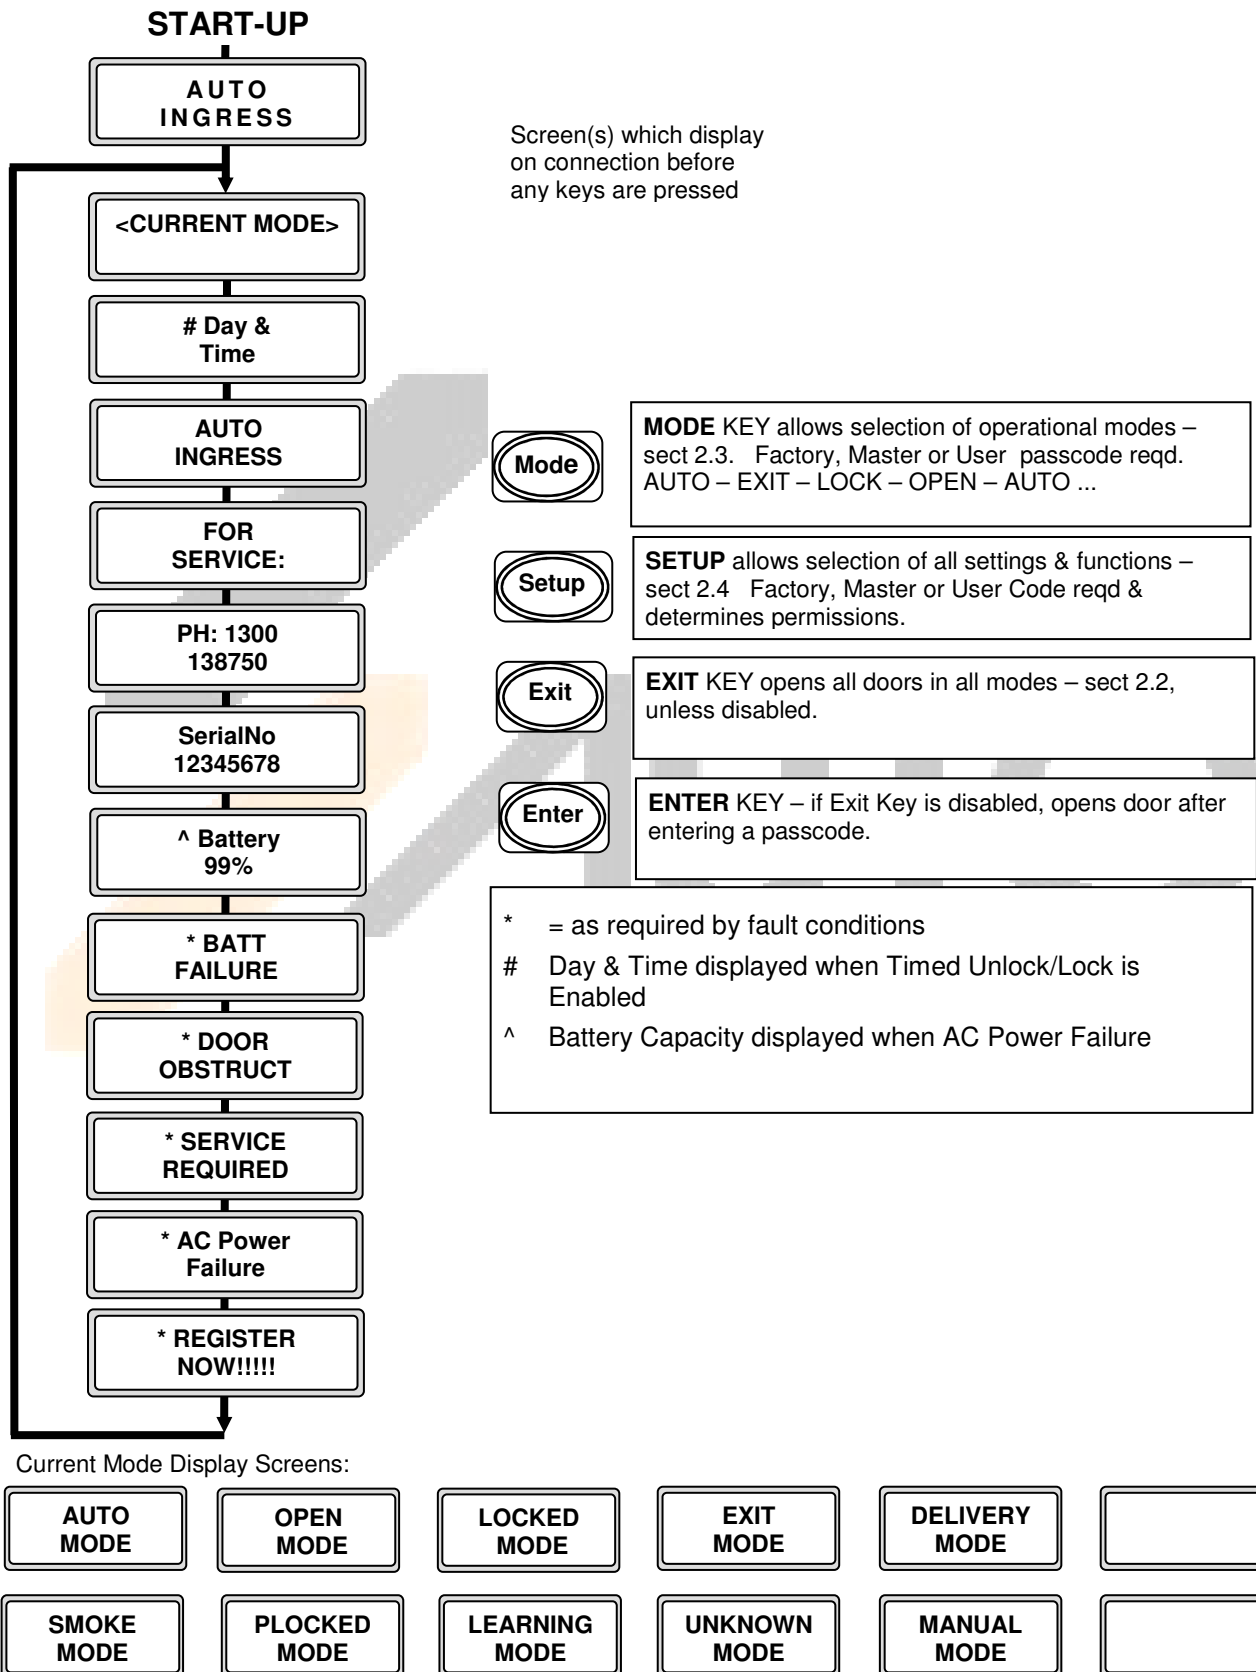 START-UP
AUTO
INGRESS
Screen(s) which display
on connection before
any keys are pressed
<CURRENT MODE>
# Day &
Time
AUTO
INGRESS
FOR
SERVICE:
PH: 1300
138750
SerialNo
12345678
^ Battery
99%
* BATT
FAILURE
* DOOR
OBSTRUCT
* SERVICE
REQUIRED
* AC Power
Failure
* REGISTER
NOW!!!!!
Mode
MODE KEY allows selection of operational modes –
sect 2.3. Factory, Master or User passcode reqd.
AUTO – EXIT – LOCK – OPEN – AUTO ...
Setup
SETUP allows selection of all settings & functions –
sect 2.4 Factory, Master or User Code reqd &
determines permissions.
Exit
EXIT KEY opens all doors in all modes – sect 2.2,
unless disabled.
Enter
ENTER KEY – if Exit Key is disabled, opens door after
entering a passcode.
* = as required by fault conditions
# Day & Time displayed when Timed Unlock/Lock is
Enabled
^ Battery Capacity displayed when AC Power Failure
Current Mode Display Screens:
AUTO
MODE
OPEN
MODE
LOCKED
MODE
EXIT
MODE
DELIVERY
MODE
SMOKE
MODE
PLOCKED
MODE
LEARNING
MODE
UNKNOWN
MODE
MANUAL
MODE